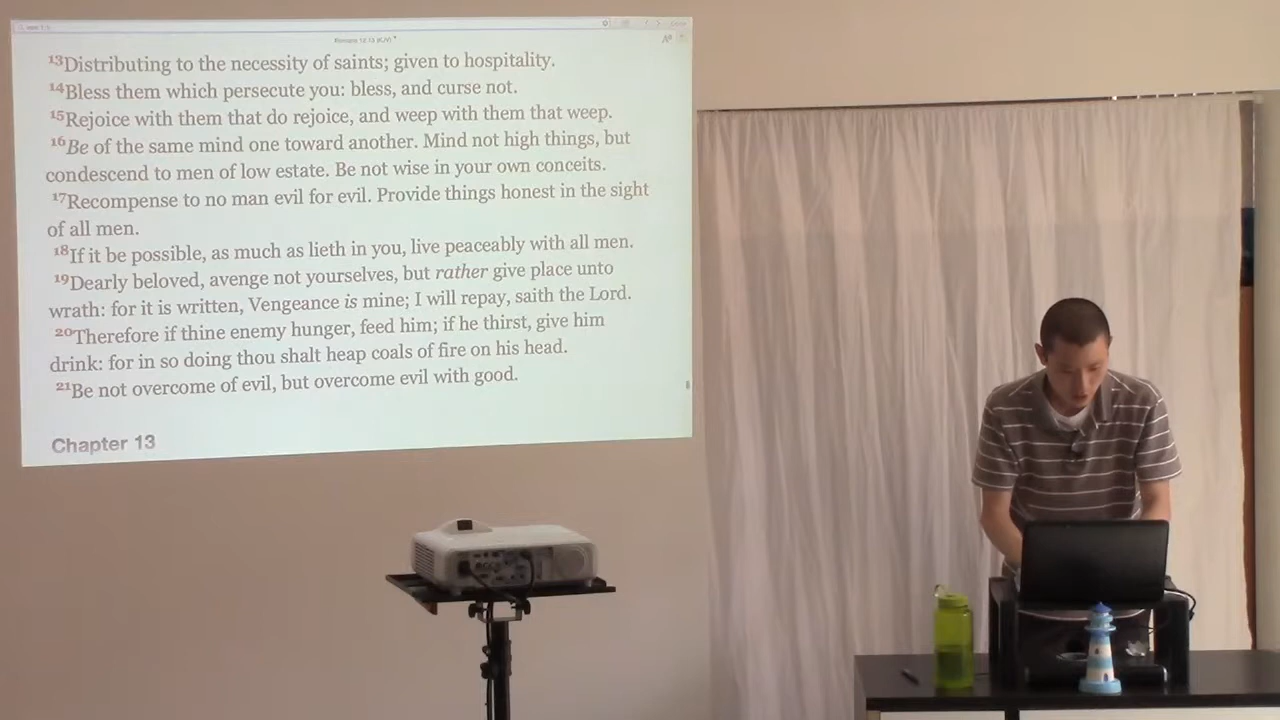 Romans 12:13 (KJV)
13Distributing to the necessity of saints; given to hospitality.
14Bless them which persecute you: bless, and curse not.
15Rejoice with them that do rejoice, and weep with them that weep.
16Be of the same mind one toward another. Mind not high things, but
condescend to men of low estate. Be not wise in your own conceits.
17Recompense to no man evil for evil. Provide things honest in the sight
of all men.
18If it be possible, as much as lieth in you, live peaceably with all men.
19Dearly beloved, avenge not yourselves, but rather give place unto
wrath: for it is written, Vengeance is mine; I will repay, saith the Lord.
20Therefore if thine enemy hunger, feed him; if he thirst, give him
drink: for in so doing thou shalt heap coals of fire on his head.
21Be not overcome of evil, but overcome evil with good.
Chapter 13